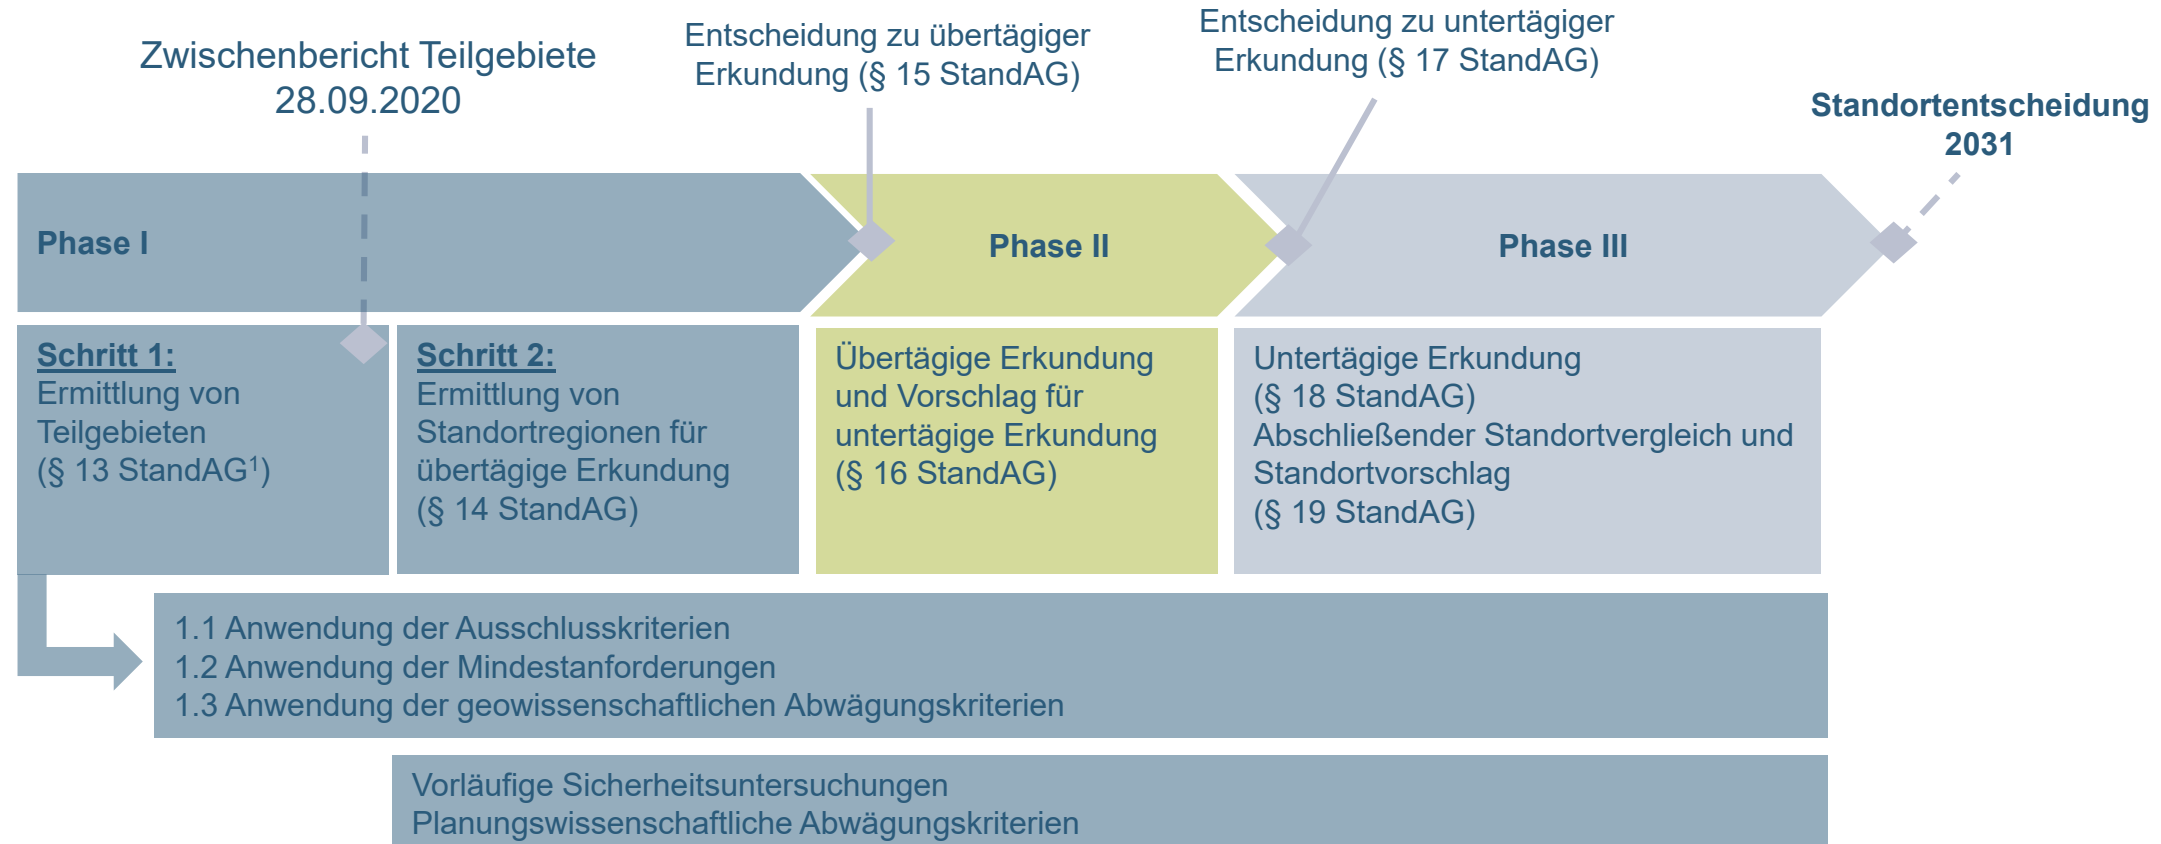 Zwischenbericht Teilgebiete
28.09.2020
Entscheidung zu übertägiger
Erkundung (§ 15 StandAG)
Entscheidung zu untertägiger
Erkundung (§ 17 StandAG)
Standortentscheidung
2031
Phase I
Phase II
Phase III
Schritt 1:
Ermittlung von
Teilgebieten
(§ 13 StandAG¹)
Schritt 2:
Ermittlung von
Standortregionen für
übertägige Erkundung
(§ 14 StandAG)
Übertägige Erkundung
und Vorschlag für
untertägige Erkundung
(§ 16 StandAG)
Untertägige Erkundung
(§ 18 StandAG)
Abschließender Standortvergleich und
Standortvorschlag
(§ 19 StandAG)
1.1 Anwendung der Ausschlusskriterien
1.2 Anwendung der Mindestanforderungen
1.3 Anwendung der geowissenschaftlichen Abwägungskriterien
Vorläufige Sicherheitsuntersuchungen
Planungswissenschaftliche Abwägungskriterien